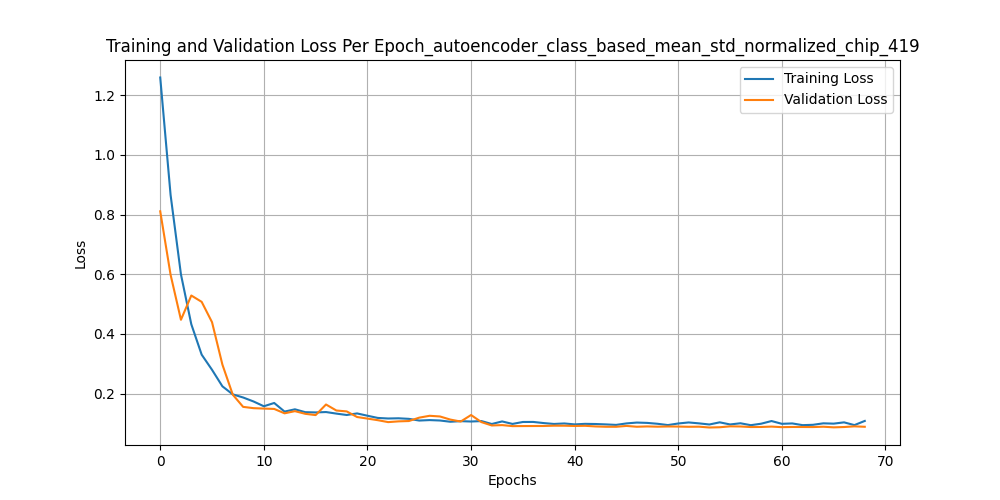 Training and Validation Loss Per Epoch_autoencoder_class_based_mean_std_normalized_chip_419
Training Loss
Validation Loss
1.2
1.0
0.8
0.6
0.4
0.2
Loss
0 10 20 30 40 50 60 70
Epochs